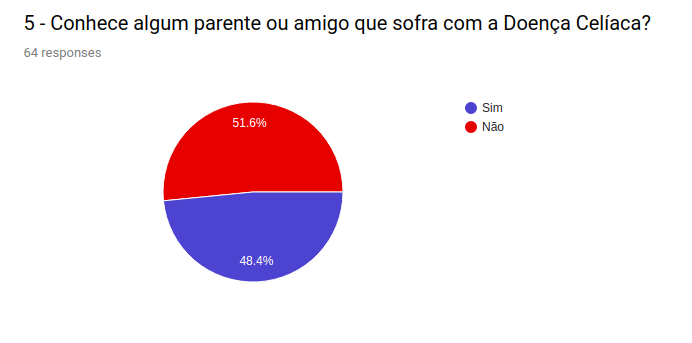 5 - Conhece algum parente ou amigo que sofra com a Doença Celíaca?
64 responses
Sim
Não
51.6%
48.4%